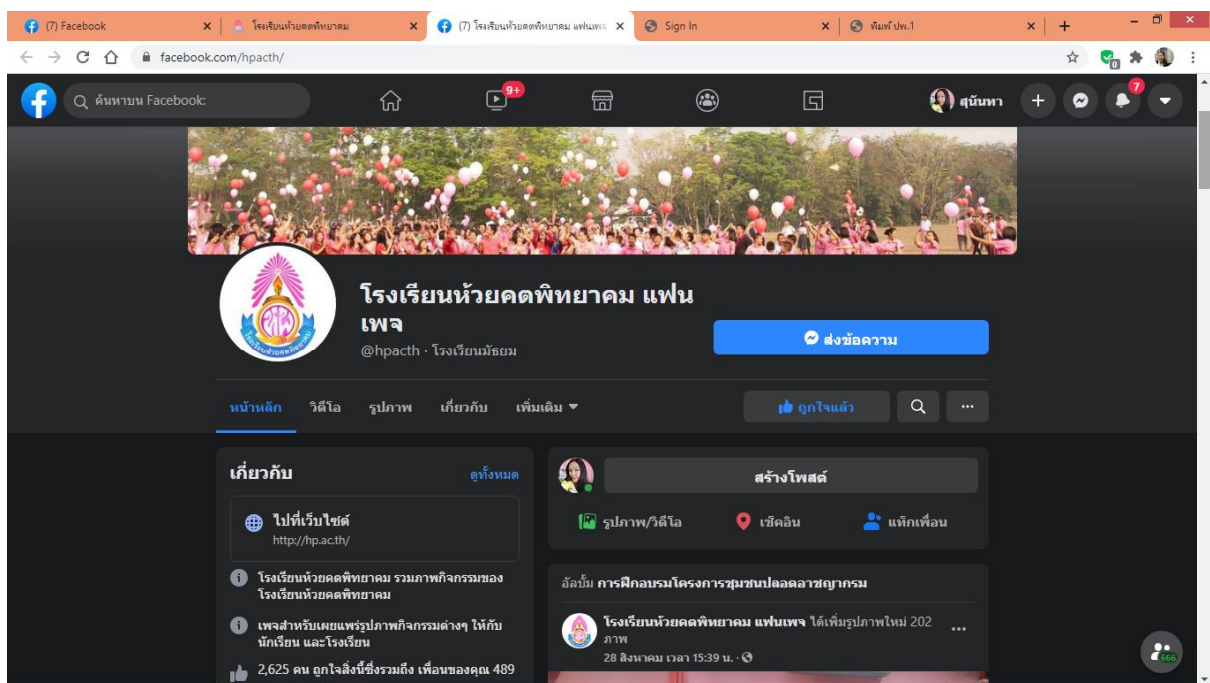 (7) Facebook
โรงเรียนห้วยคตพิทยาคม
(7) โรงเรียนห้วยคตพิทยาคม แฟนเพจ
Sign In
พิมพ์ ปพ.1
facebook.com/hpacth/
0
ค้นหาบน Facebook
9+
สุนันทา
7
โรงเรียนห้วยคตพิทยาคม แฟน
เพจ
@hpacth · โรงเรียนมัธยม
ส่งข้อความ
หน้าหลัก วิดีโอ รูปภาพ เกี่ยวกับ เพิ่มเติม
ถูกใจแล้ว
เกี่ยวกับ
ดูทั้งหมด
ไปที่เว็บไซต์
http://hp.ac.th/
โรงเรียนห้วยคตพิทยาคม รวมภาพกิจกรรมของ
โรงเรียนห้วยคตพิทยาคม
เพจสำหรับเผยแพร่รูปภาพกิจกรรมต่างๆ ให้กับ
นักเรียน และโรงเรียน
2,625 คน ถูกใจสิ่งนี้ซึ่งรวมถึง เพื่อนของคุณ 489
สร้างโพสต์
รูปภาพ/วิดีโอ เช็คอิน แท็กเพื่อน
อัลบั้ม การฝึกอบรมโครงการชุมชนปลอดอาชญากรรม
โรงเรียนห้วยคตพิทยาคม แฟนเพจ ได้เพิ่มรูปภาพใหม่ 202
ภาพ
28 สิงหาคม เวลา 15:39 น. ·
666